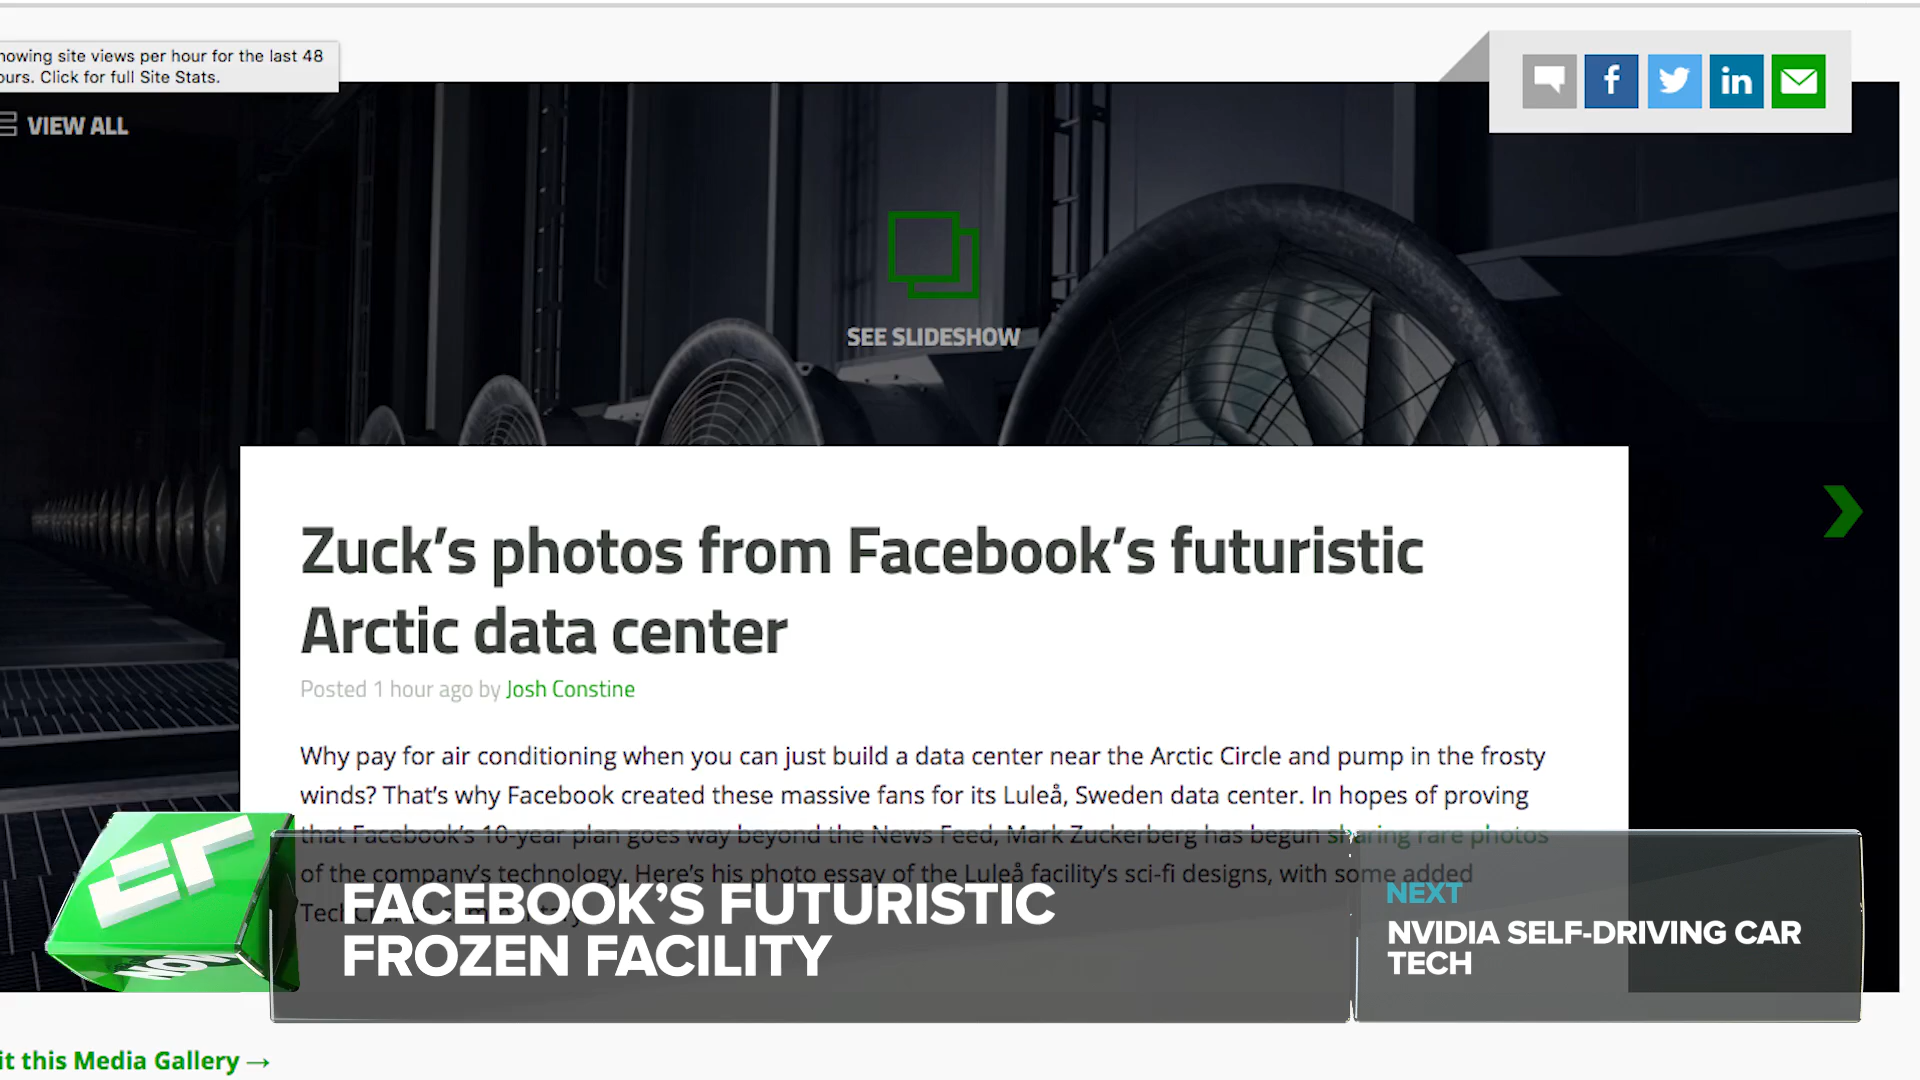 howing site views per hour for the last 48
ours. Click for full Site Stats.
VIEW ALL
f
in
SEE SLIDESHOW
Zuck’s photos from Facebook’s futuristic
Arctic data center
Posted 1 hour ago by Josh Constine
Why pay for air conditioning when you can just build a data center near the Arctic Circle and pump in the frosty
winds? That’s why Facebook created these massive fans for its Luleå, Sweden data center. In hopes of proving
that Facebook’s 10-year plan goes way beyond the News Feed, Mark Zuckerberg has begun sharing rare photos
of the company’s technology. Here’s his photo essay of the Luleå facility’s sci-fi designs, with some added
NOW
FACEBOOK’S FUTURISTIC
FROZEN FACILITY
NEXT
NVIDIA SELF-DRIVING CAR
TECH
it this Media Gallery →